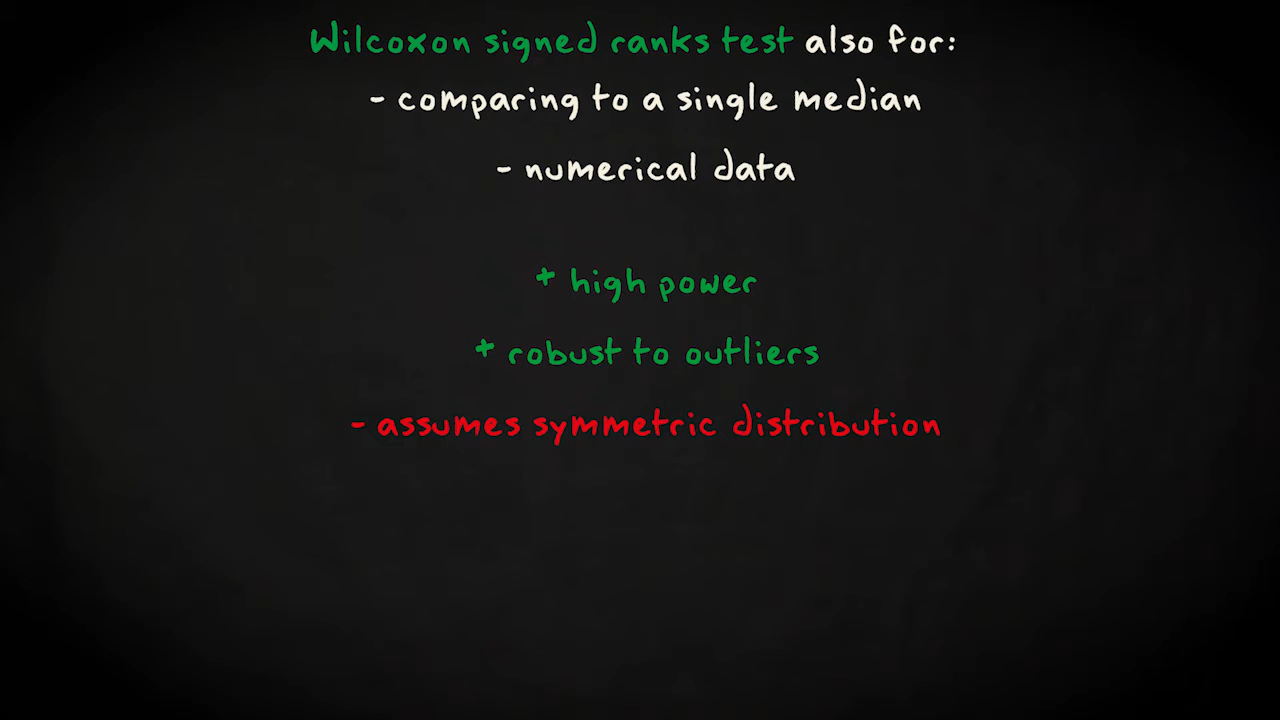 Wilcoxon signed ranks test also for:
- comparing to a single median
- numerical data
+ high power
+ robust to outliers
- assumes symmetric distribution